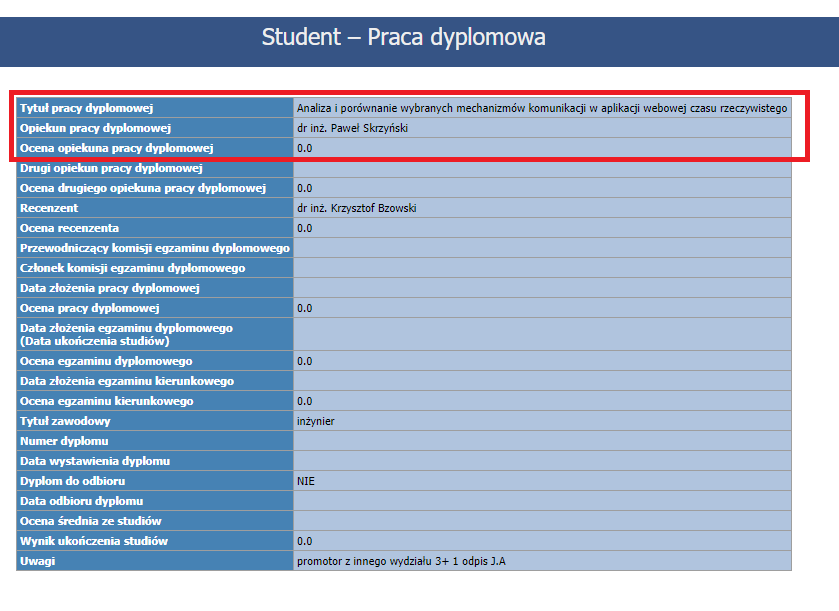 Student – Praca dyplomowa
Tytuł pracy dyplomowej Analiza i porównanie wybranych mechanizmów komunikacji w aplikacji webowej czasu rzeczywistego
Opiekun pracy dyplomowej dr inż. Paweł Skrzyński
Ocena opiekuna pracy dyplomowej 0.0
Drugi opiekun pracy dyplomowej
Ocena drugiego opiekuna pracy dyplomowej 0.0
Recenzent dr inż. Krzysztof Bzowski
Ocena recenzenta 0.0
Przewodniczący komisji egzaminu dyplomowego
Członek komisji egzaminu dyplomowego
Data złożenia pracy dyplomowej
Ocena pracy dyplomowej 0.0
Data złożenia egzaminu dyplomowego
(Data ukończenia studiów)
Ocena egzaminu dyplomowego 0.0
Data złożenia egzaminu kierunkowego
Ocena egzaminu kierunkowego 0.0
Tytuł zawodowy inżynier
Numer dyplomu
Data wystawienia dyplomu
Dyplom do odbioru NIE
Data odbioru dyplomu
Ocena średnia ze studiów
Wynik ukończenia studiów 0.0
Uwagi promotor z innego wydziału 3+ 1 odpis J.A